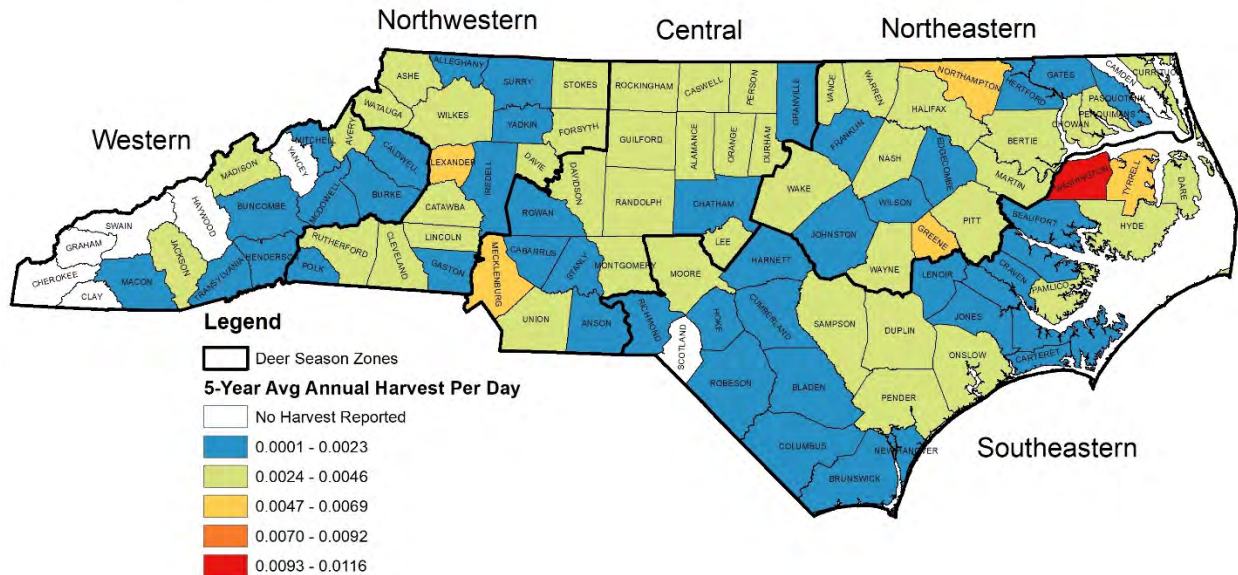 Northwestern
Central
Northeastern
Western
Southeastern
ALLEGHANY
SURRY
ASHE
STOKES
WATAUGA
WILKES
YADKIN
FORSYTH
ROCKINGHAM
CASWELL
PERSON
GRANVILLE
VANCE
WARREN
NORTHAMPTON
HERTFORD
GATES
CAMDEN
CURRITUCK
PASQUOTANK
PERQUIMANS
CHOWAN
HALIFAX
BERTIE
MITCHELL
AVERY
YANCEY
MADISON
CALDWELL
ALEXANDER
IREDELL
DAVIE
DAVIDSON
GUILFORD
ALAMANCE
ORANGE
DURHAM
FRANKLIN
NASH
EDGECOMBE
MARTIN
WASHINGTON
TYRRELL
DARE
HAYWOOD
BUNCOMBE
MCDOWELL
BURKE
CATAWBA
ROWAN
RANDOLPH
CHATHAM
WAKE
WILSON
PITT
BEAUFORT
HYDE
SWAIN
GRAHAM
CHEROKEE
CLAY
MACON
JACKSON
TRANSYLVANIA
HENDERSON
POLK
RUTHERFORD
CLEVELAND
LINCOLN
GASTON
MECKLENBURG
CABARRUS
STANLY
MONTGOMERY
MOORE
LEE
HARNETT
JOHNSTON
WAYNE
GREENE
LENOIR
CRAVEN
PAMLICO
JONES
CARTERET
UNION
ANSON
RICHMOND
SCOTLAND
HOKE
CUMBERLAND
SAMPSON
DUPLIN
ONSLOW
ROBESON
BLADEN
PENDER
COLUMBUS
NEW HANOVER
BRUNSWICK
Legend
Deer Season Zones
5-Year Avg Annual Harvest Per Day
No Harvest Reported
0.0001 - 0.0023
0.0024 - 0.0046
0.0047 - 0.0069
0.0070 - 0.0092
0.0093 - 0.0116